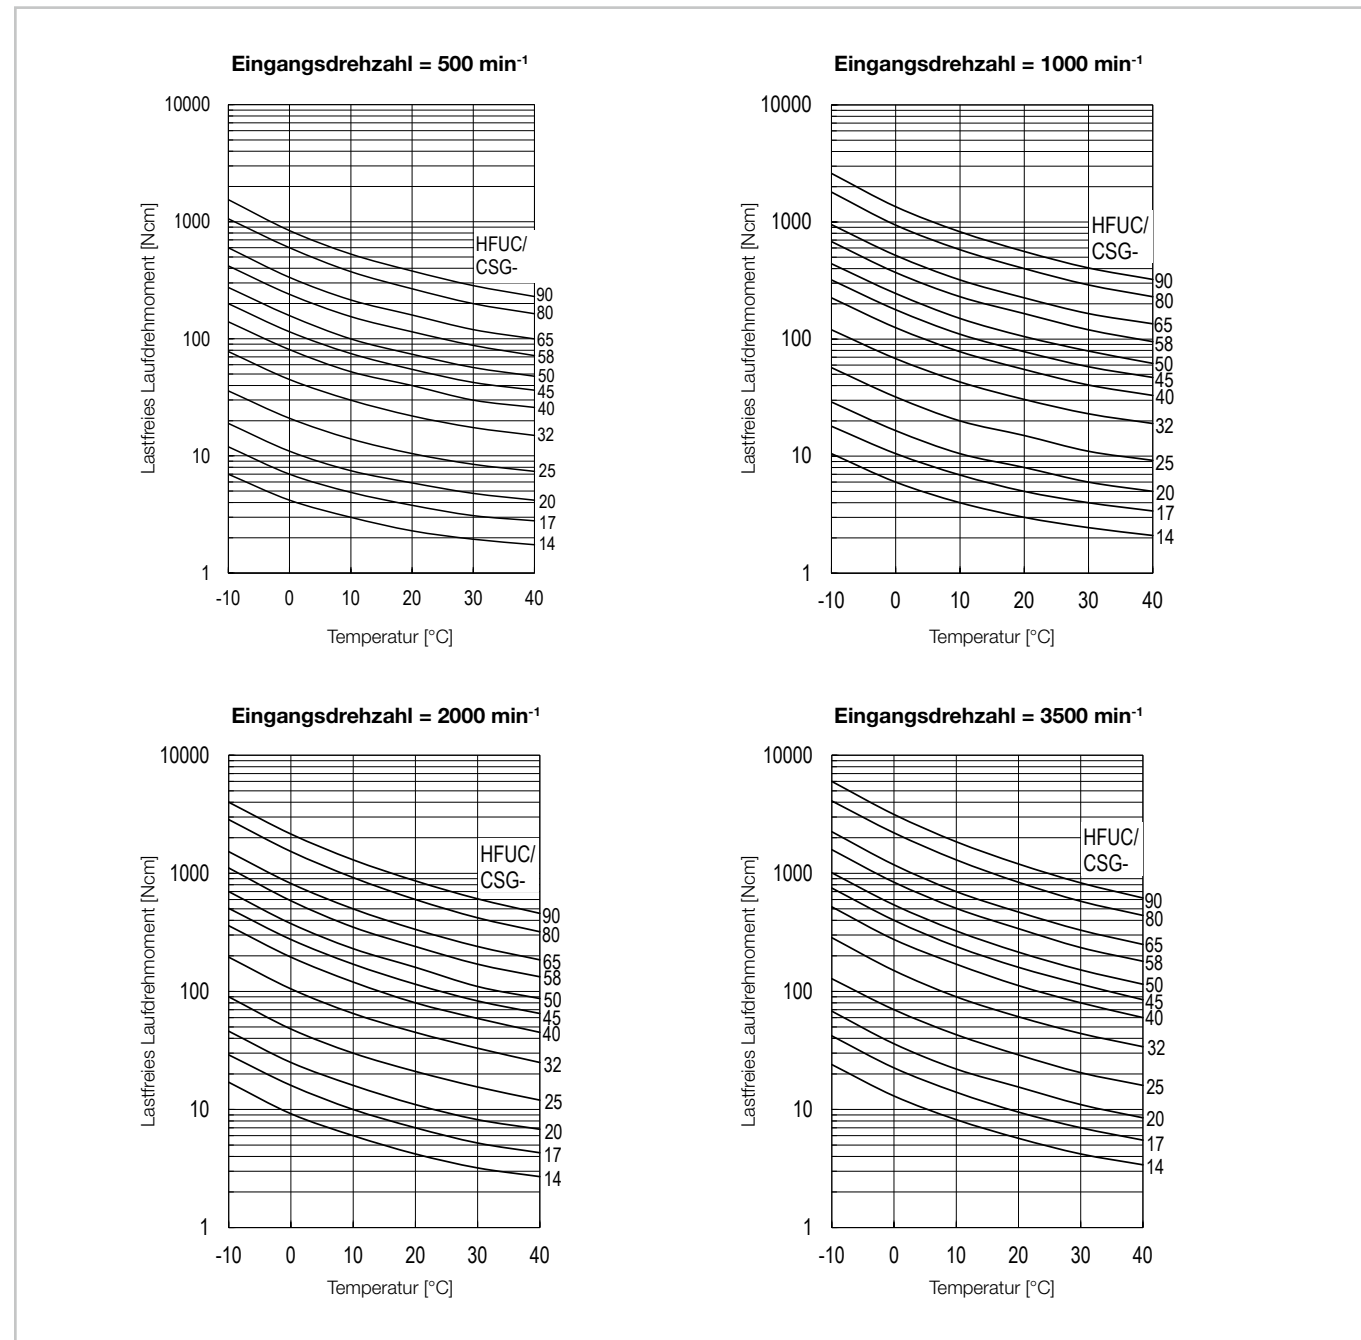 Eingangsdrehzahl = 500 min-1
10000
1000
100
10
1
Lastfreies Laufdrehmoment [Ncm]
HFUC/
CSG-
90
80
65
58
50
45
40
32
25
20
17
14
-10 0 10 20 30 40
Temperatur [°C]
Eingangsdrehzahl = 1000 min-1
10000
1000
100
10
1
Lastfreies Laufdrehmoment [Ncm]
HFUC/
CSG-
90
80
65
58
50
45
40
32
25
20
17
14
-10 0 10 20 30 40
Temperatur [°C]
Eingangsdrehzahl = 2000 min-1
10000
1000
100
10
1
Lastfreies Laufdrehmoment [Ncm]
HFUC/
CSG-
90
80
65
58
50
45
40
32
25
20
17
14
-10 0 10 20 30 40
Temperatur [°C]
Eingangsdrehzahl = 3500 min-1
10000
1000
100
10
1
Lastfreies Laufdrehmoment [Ncm]
HFUC/
CSG-
90
80
65
58
50
45
40
32
25
20
17
14
-10 0 10 20 30 40
Temperatur [°C]